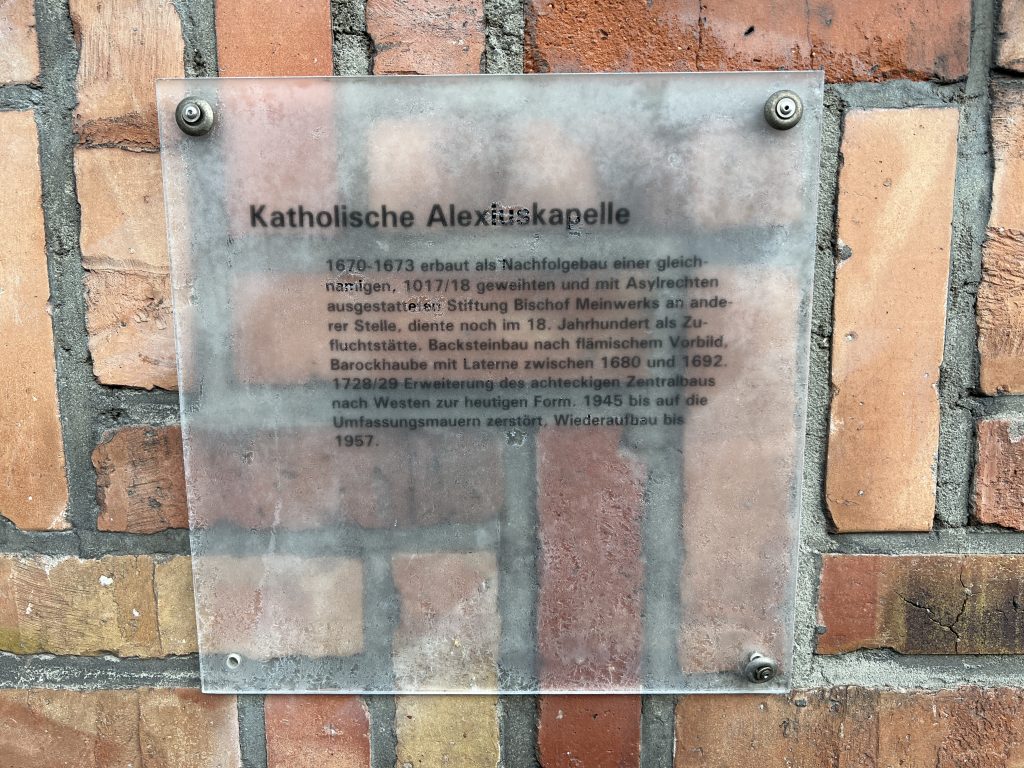 Katholische Alexiuskapelle
1670-1673 erbaut als Nachfolgebau einer gleich-
namigen, 1017/18 geweihten und mit Asylrechten
ausgestatteten Stiftung Bischof Meinwerks an ande-
rer Stelle, diente noch im 18. Jahrhundert als Zu-
fluchtstätte. Backsteinbau nach flämischem Vorbild,
Barockhaube mit Laterne zwischen 1680 und 1692.
1728/29 Erweiterung des achteckigen Zentralbaus
nach Westen zur heutigen Form. 1945 bis auf die
Umfassungsmauern zerstört, Wiederaufbau bis
1957.